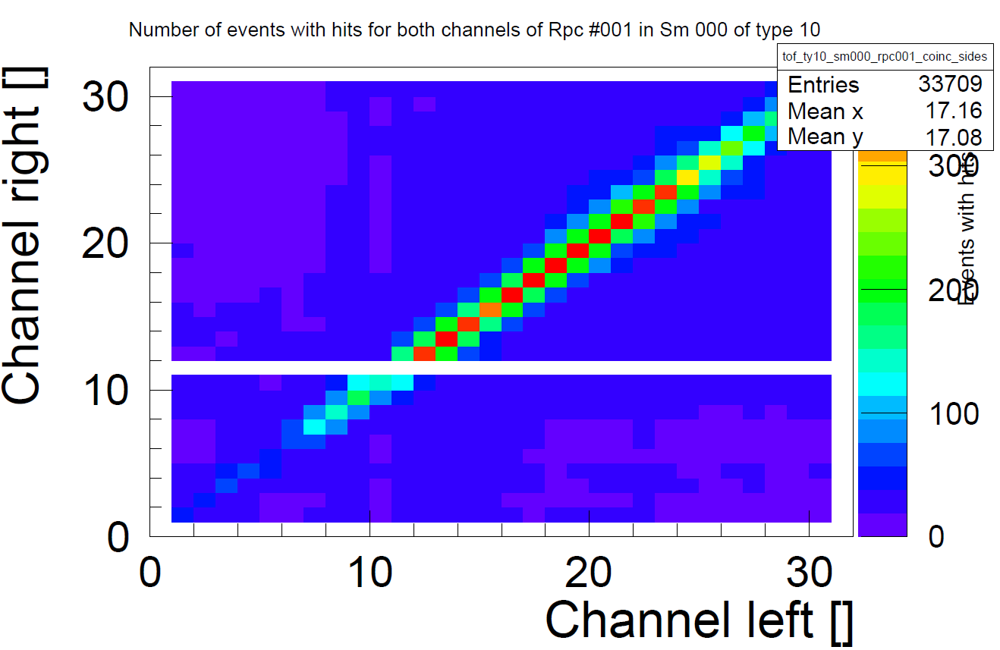 Number of events with hits for both channels of Rpc #001 in Sm 000 of type 10
tof_ty10_sm000_rpc001_coinc_sides
Entries 33709
Mean x 17.16
Mean y 17.08
Channel right []
30
20
10
0
0 10 20 30
Channel left []
300
200
100
0
Events with hits